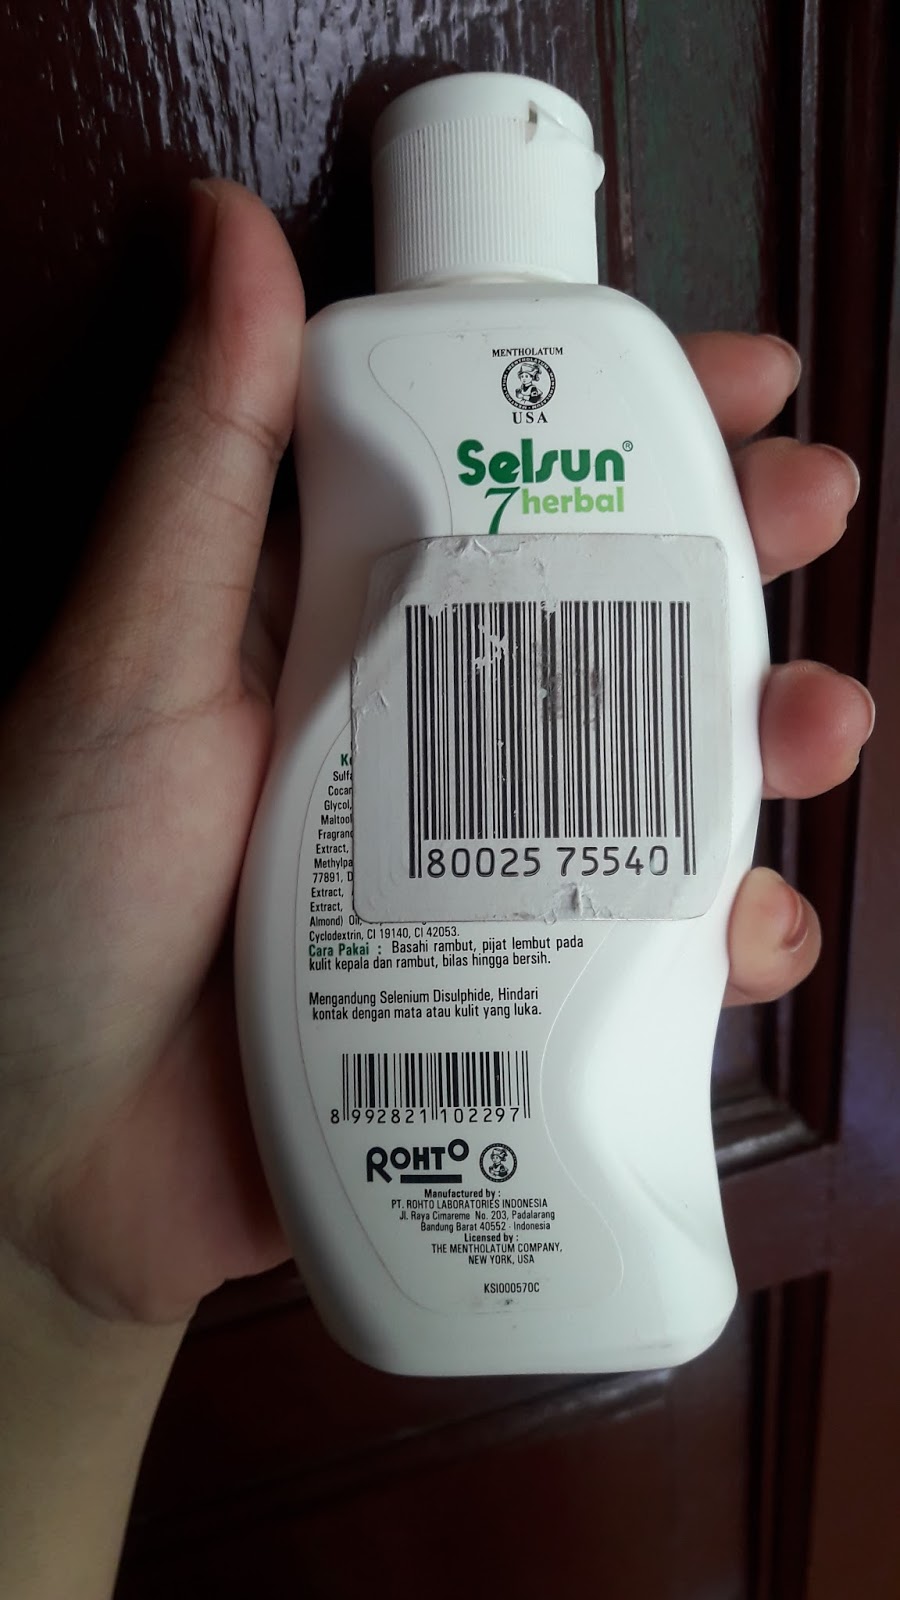 MENTHOLATUM
USA
Selsun®
7 herbal
80025 75540
Sulfa
Cocam
Glycol,
Maltool
Fragranc
Extract,
Methylpa
77891, D
Extract,
Extract,
Almond) Oil,
Cyclodextrin, CI 19140, CI 42053.
Cara Pakai : Basahi rambut, pijat lembut pada
kulit kepala dan rambut, bilas hingga bersih.
Mengandung Selenium Disulphide, Hindari
kontak dengan mata atau kulit yang luka.
8 992821 102297
ROHTO
Manufactured by :
PT. ROHTO LABORATORIES INDONESIA
Jl. Raya Cimareme No. 203, Padalarang
Bandung Barat 40552 - Indonesia
Licensed by :
THE MENTHOLATUM COMPANY,
NEW YORK, USA
KSI000570C